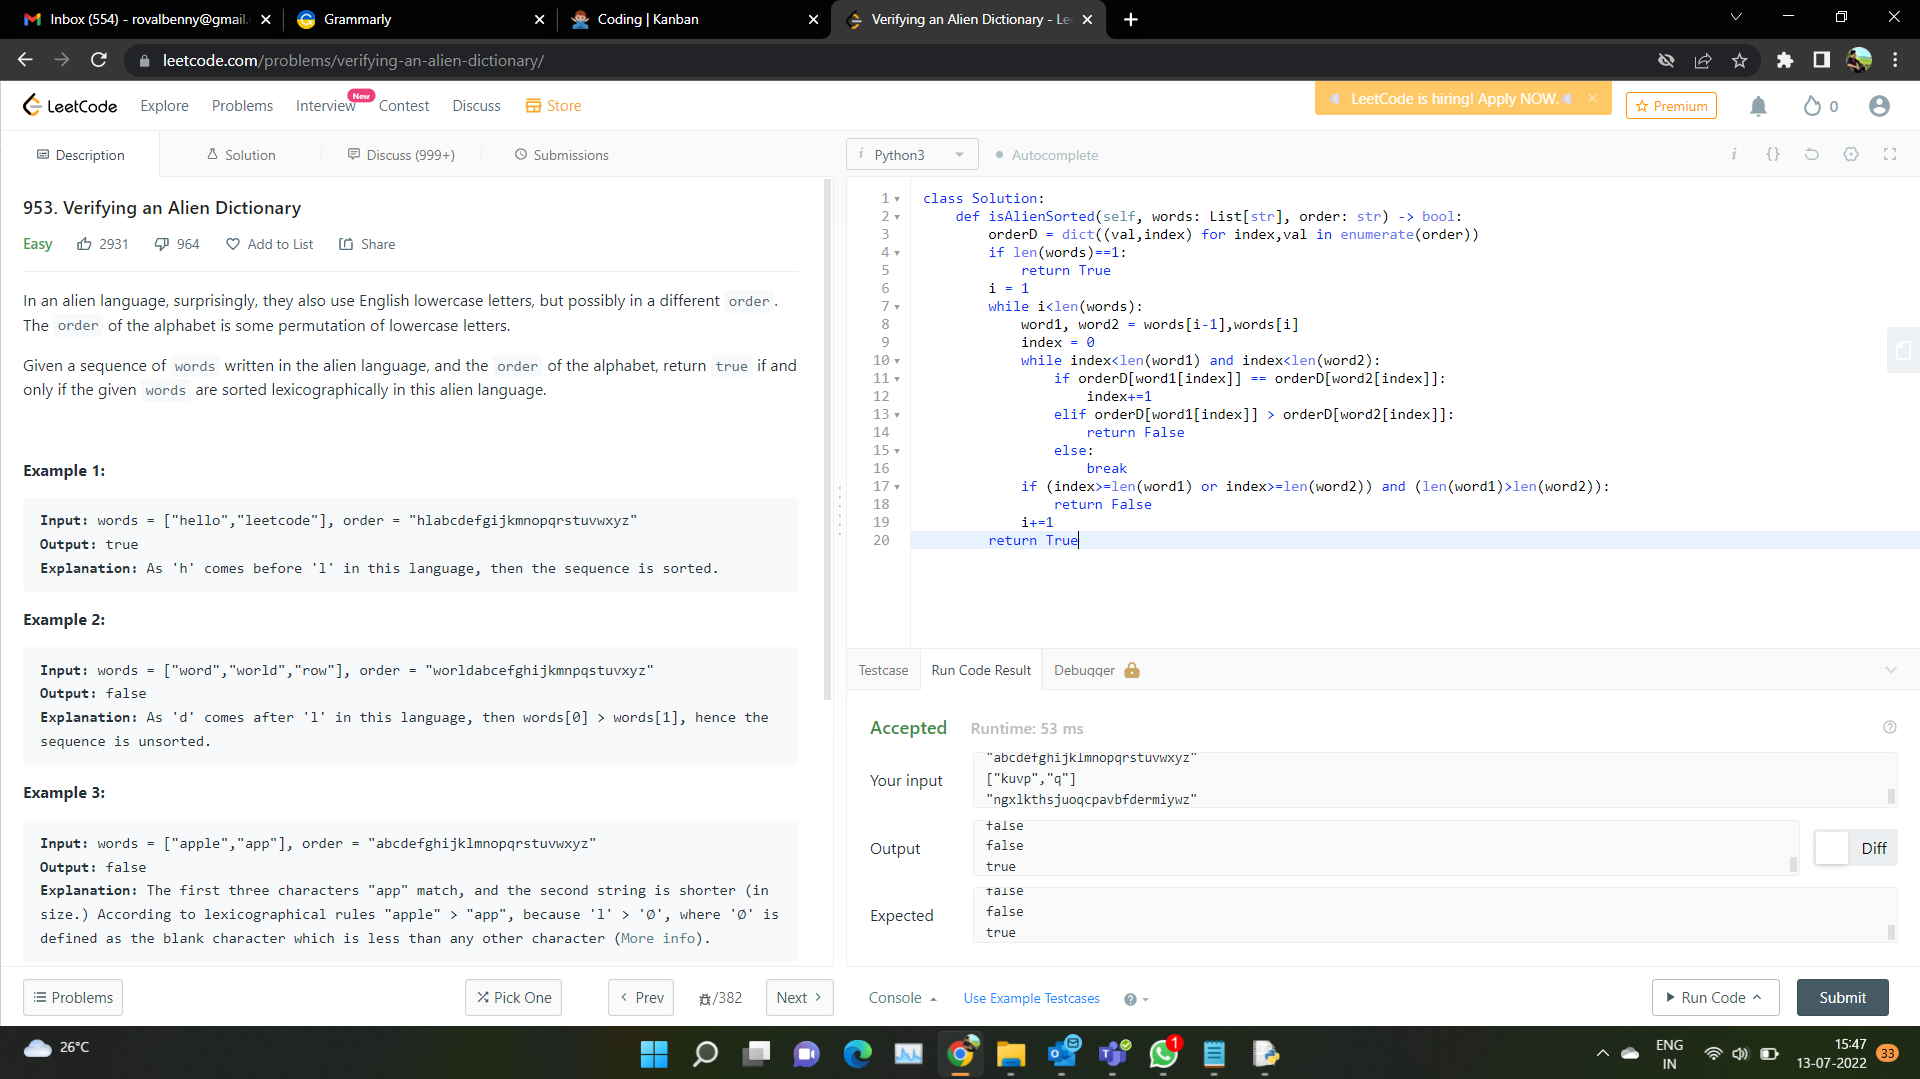 Inbox (554) - rovalbenny@gmail.
Grammarly
Coding | Kanban
Verifying an Alien Dictionary - Le
leetcode.com/problems/verifying-an-alien-dictionary/
LeetCode
Explore
Problems
Interview
New
Contest
Discuss
Store
LeetCode is hiring! Apply NOW.
Premium
0
Description
Solution
Discuss (999+)
Submissions
i Python3
Autocomplete
953. Verifying an Alien Dictionary
Easy
2931
964
Add to List
Share
In an alien language, surprisingly, they also use English lowercase letters, but possibly in a different order.
The order of the alphabet is some permutation of lowercase letters.
Given a sequence of words written in the alien language, and the order of the alphabet, return true if and
only if the given words are sorted lexicographically in this alien language.
Example 1:
Input: words = ["hello","leetcode"], order = "hlabcdefgijkmnopqrstuvwxyz"
Output: true
Explanation: As 'h' comes before 'l' in this language, then the sequence is sorted.
Example 2:
Input: words = ["word","world","row"], order = "worldabcefghijkmnpqstuvxyz"
Output: false
Explanation: As 'd' comes after 'l' in this language, then words[0] > words[1], hence the
sequence is unsorted.
Example 3:
Input: words = ["apple","app"], order = "abcdefghijklmnopqrstuvwxyz"
Output: false
Explanation: The first three characters "app" match, and the second string is shorter (in
size.) According to lexicographical rules "apple" > "app", because 'l' > '∅', where '∅' is
defined as the blank character which is less than any other character (More info).
1 class Solution:
2 def isAlienSorted(self, words: List[str], order: str) -> bool:
3 orderD = dict((val,index) for index,val in enumerate(order))
4 if len(words)==1:
5 return True
6 i = 1
7 while i<len(words):
8 word1, word2 = words[i-1],words[i]
9 index = 0
10 while index<len(word1) and index<len(word2):
11 if orderD[word1[index]] == orderD[word2[index]]:
12 index+=1
13 elif orderD[word1[index]] > orderD[word2[index]]:
14 return False
15 else:
16 break
17 if (index>=len(word1) or index>=len(word2)) and (len(word1)>len(word2)):
18 return False
19 i+=1
20 return True
Testcase
Run Code Result
Debugger
Accepted
Runtime: 53 ms
Your input
"abcdefghijklmnopqrstuvwxyz"
["kuvp","q"]
"ngxlkthsjuoqcpavbfdermiywz"
Output
false
false
true
Diff
Expected
false
false
true
Problems
Pick One
Prev
/382
Next
Console
Use Example Testcases
Run Code
Submit
26°C
1
ENG
IN
15:47
13-07-2022
33